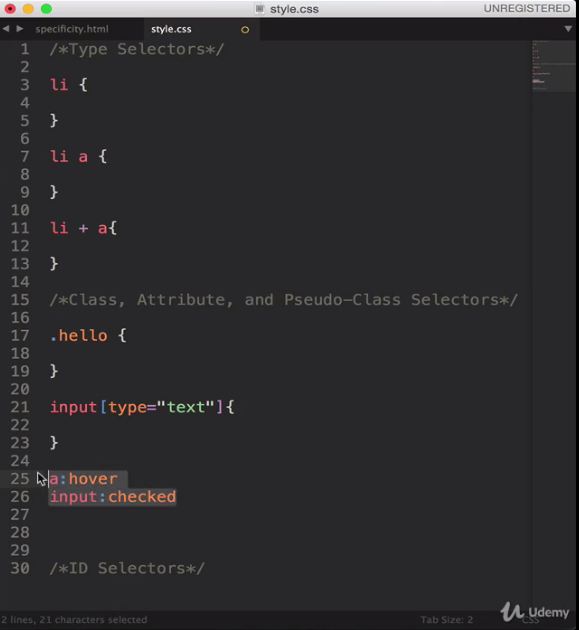 style.css
UNREGISTERED
specificity.html
style.css
1 /*Type Selectors*/
2
3 li {
4
5 }
6
7 li a {
8
9 }
10
11 li + a{
12
13 }
14
15 /*Class, Attribute, and Pseudo-Class Selectors*/
16
17 .hello {
18
19 }
20
21 input[type="text"]{
22
23 }
24
25 a:hover
26 input:checked
27
28
29
30 /*ID Selectors*/
Udemy
2 lines, 21 characters selected
Tab Size: 2
CSS